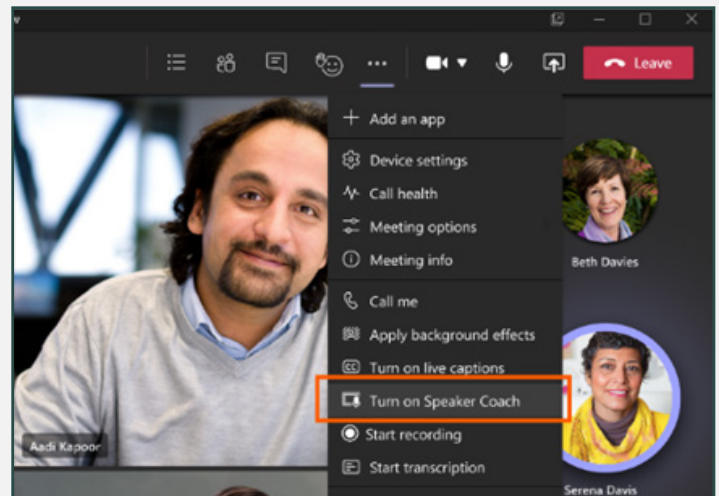 Leave
Add an app
Device settings
Call health
Meeting options
Meeting info
Call me
Apply background effects
CC Turn on live captions
Turn on Speaker Coach
Start recording
Start transcription
Aadi Kapoor
Beth Davies
Serena Davis